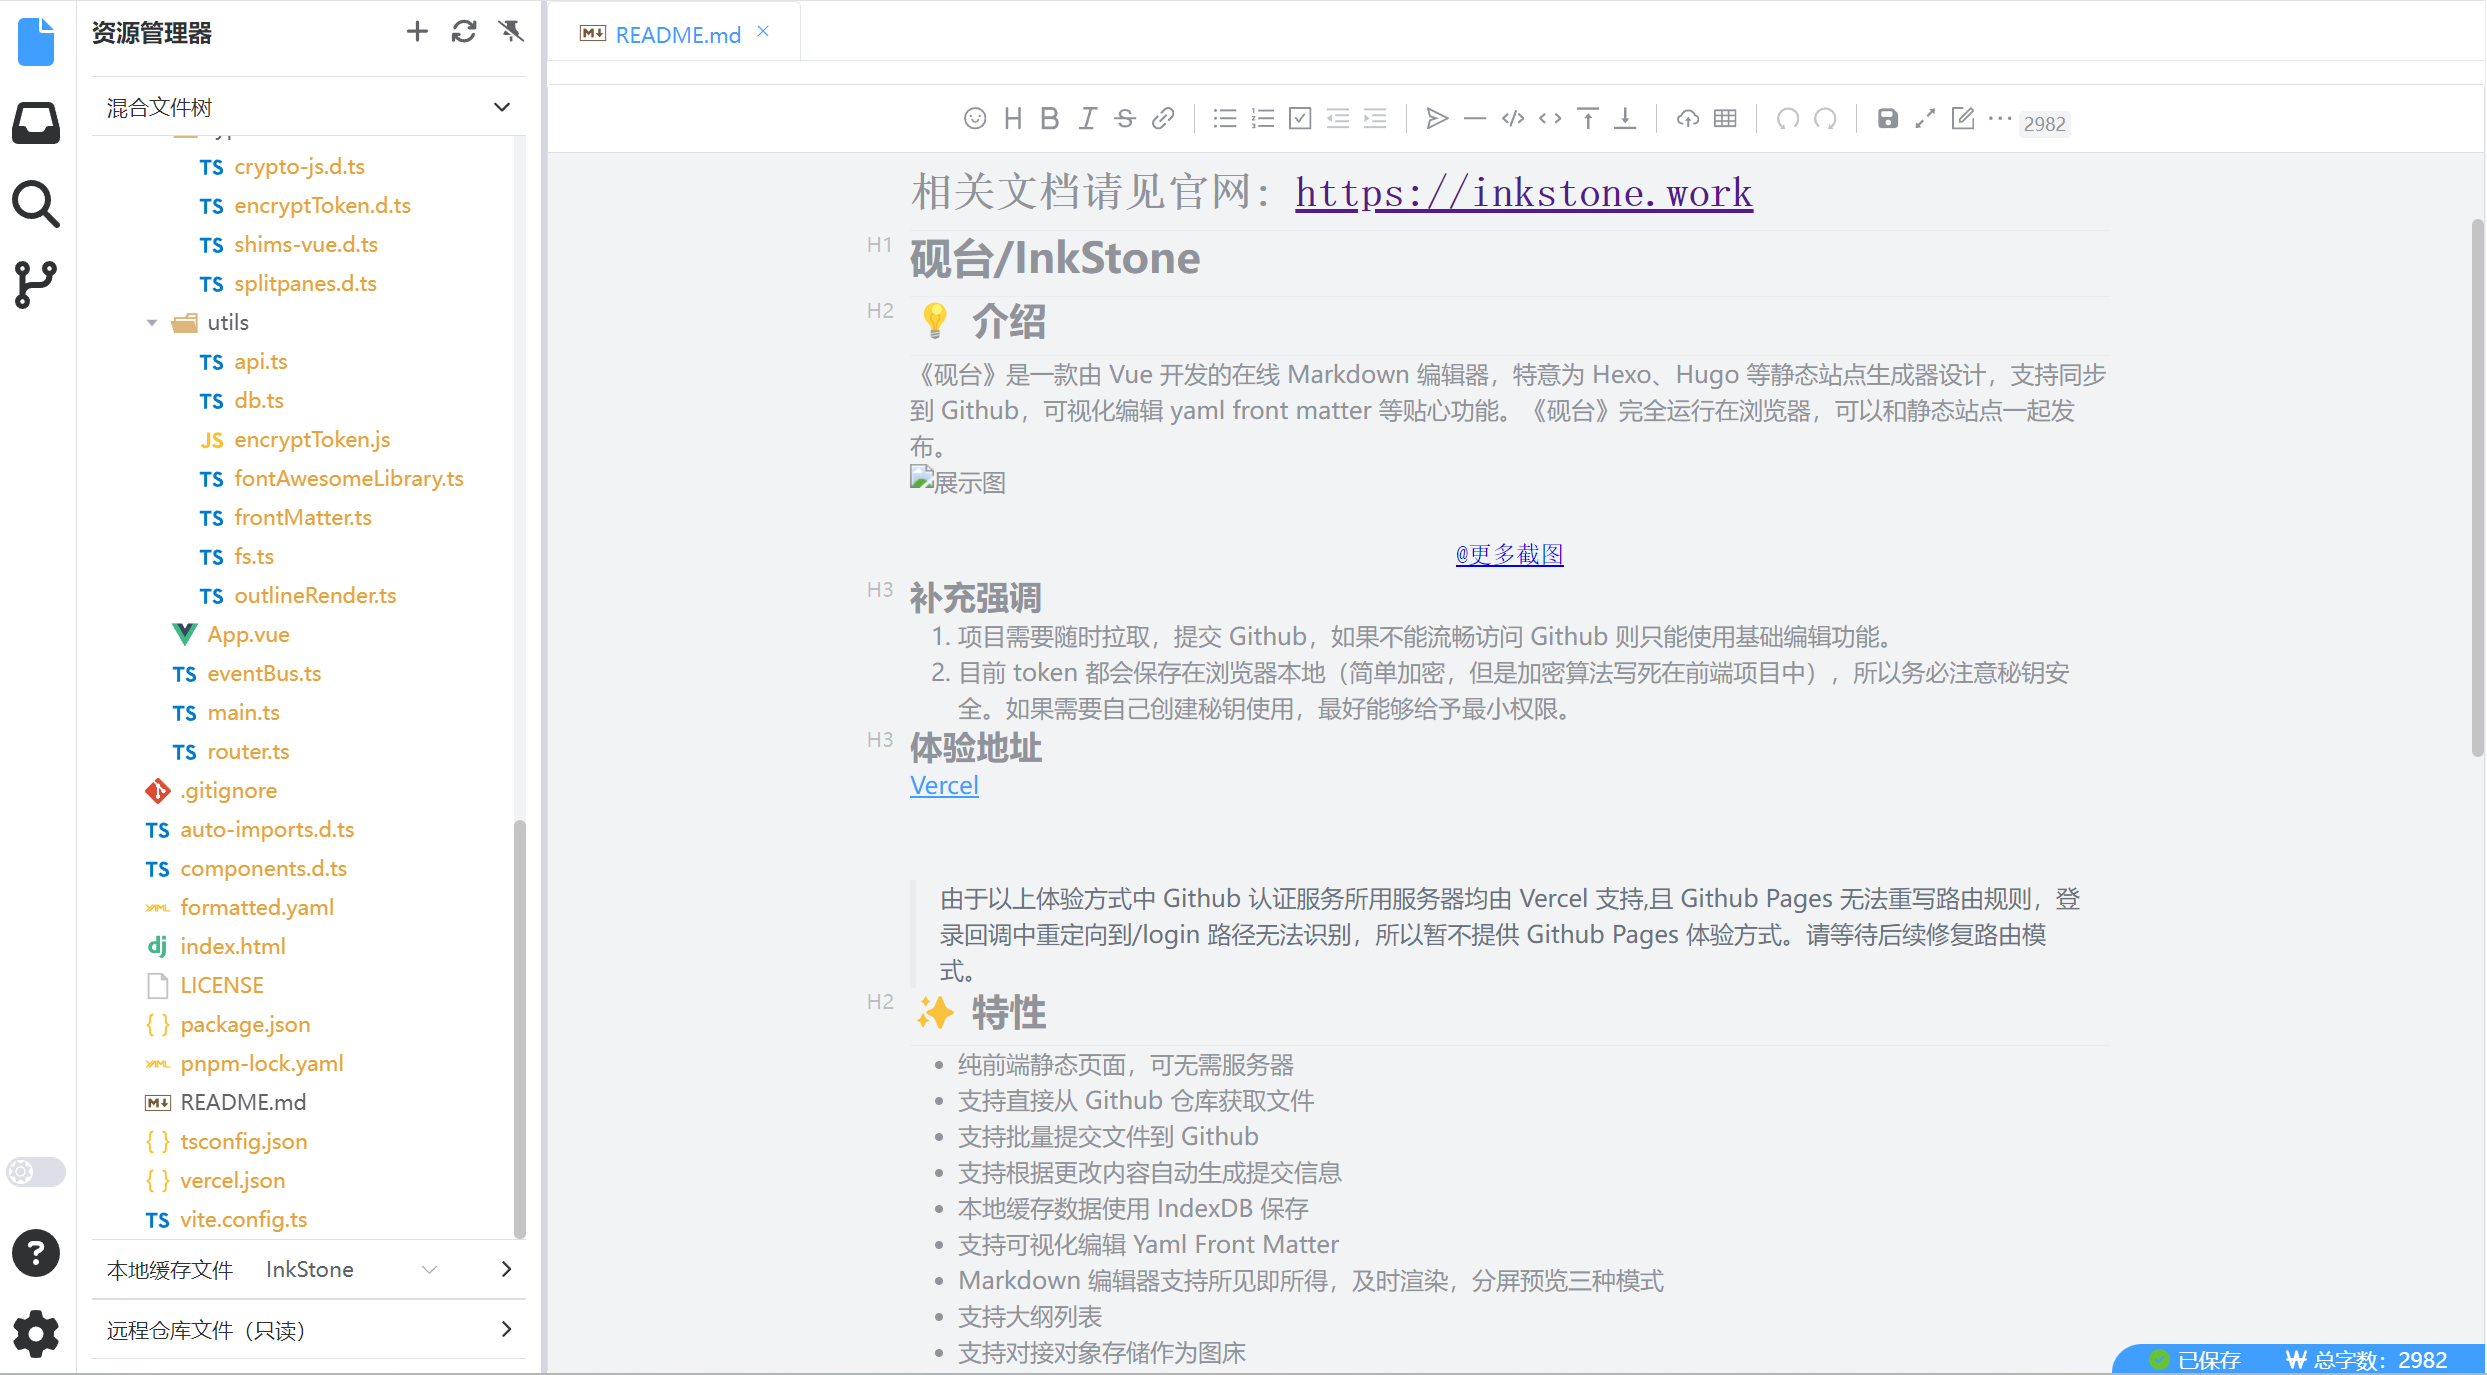 资源管理器
README.md
混合文件树
2982
TS crypto-js.d.ts
TS encryptToken.d.ts
TS shims-vue.d.ts
TS splitpanes.d.ts
utils
TS api.ts
TS db.ts
JS encryptToken.js
TS fontAwesomeLibrary.ts
TS frontMatter.ts
TS fs.ts
TS outlineRender.ts
App.vue
TS eventBus.ts
TS main.ts
TS router.ts
.gitignore
TS auto-imports.d.ts
TS components.d.ts
YAML formatted.yaml
dj index.html
LICENSE
{ } package.json
YAML pnpm-lock.yaml
M README.md
{ } tsconfig.json
{ } vercel.json
TS vite.config.ts
本地缓存文件 InkStone
远程仓库文件（只读）
相关文档请见官网：https://inkstone.work
H1 砚台/InkStone
H2 💡 介绍
《砚台》是一款由 Vue 开发的在线 Markdown 编辑器，特意为 Hexo、Hugo 等静态站点生成器设计，支持同步
到 Github，可视化编辑 yaml front matter 等贴心功能。《砚台》完全运行在浏览器，可以和静态站点一起发
布。
展示图
@更多截图
H3 补充强调
1. 项目需要随时拉取，提交 Github，如果不能流畅访问 Github 则只能使用基础编辑功能。
2. 目前 token 都会保存在浏览器本地（简单加密，但是加密算法写死在前端项目中），所以务必注意秘钥安
全。如果需要自己创建秘钥使用，最好能够给予最小权限。
H3 体验地址
Vercel
由于以上体验方式中 Github 认证服务所用服务器均由 Vercel 支持,且 Github Pages 无法重写路由规则，登
录回调中重定向到/login 路径无法识别，所以暂不提供 Github Pages 体验方式。请等待后续修复路由模
式。
H2 ✨ 特性
• 纯前端静态页面，可无需服务器
• 支持直接从 Github 仓库获取文件
• 支持批量提交文件到 Github
• 支持根据更改内容自动生成提交信息
• 本地缓存数据使用 IndexDB 保存
• 支持可视化编辑 Yaml Front Matter
• Markdown 编辑器支持所见即所得，及时渲染，分屏预览三种模式
• 支持大纲列表
• 支持对接对象存储作为图床
已保存 ₩ 总字数：2982